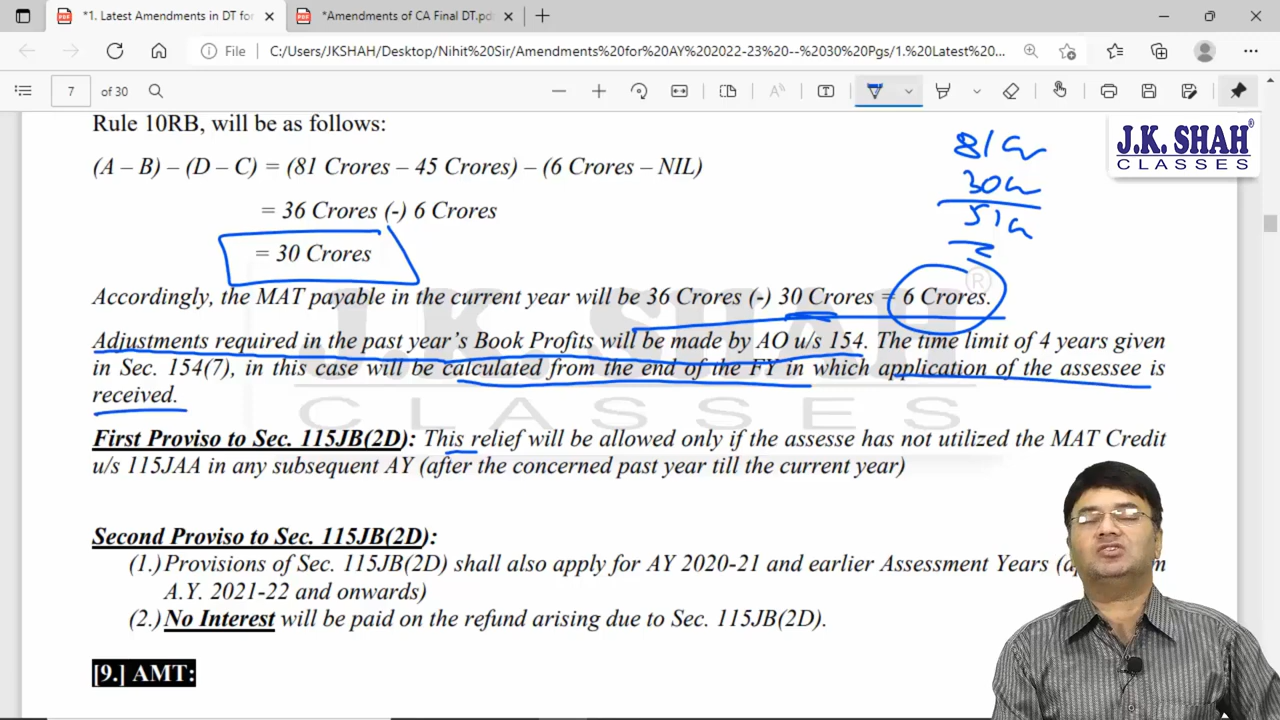 *1. Latest Amendments in DT for
*Amendments of CA Final DT.pdf
File
C:/Users/JKSHAH/Desktop/Nihit%20Sir/Amendments%20for%20AY%202022-23%20--%2030%20Pgs/1.%20Latest%20...
7 of 30
J.K. SHAH®
CLASSES
Rule 10RB, will be as follows:
(A – B) – (D – C) = (81 Crores – 45 Crores) – (6 Crores – NIL)
= 36 Crores (-) 6 Crores
= 30 Crores
81 Cr
30 Cr
51 Cr
Accordingly, the MAT payable in the current year will be 36 Crores (-) 30 Crores = 6 Crores.
Adjustments required in the past year's Book Profits will be made by AO u/s 154. The time limit of 4 years given
in Sec. 154(7), in this case will be calculated from the end of the FY in which application of the assessee is
received.
J.K. SHAH®
CLASSES
First Proviso to Sec. 115JB(2D): This relief will be allowed only if the assesse has not utilized the MAT Credit
u/s 115JAA in any subsequent AY (after the concerned past year till the current year)
Second Proviso to Sec. 115JB(2D):
(1.) Provisions of Sec. 115JB(2D) shall also apply for AY 2020-21 and earlier Assessment Years
A.Y. 2021-22 and onwards)
(2.) No Interest will be paid on the refund arising due to Sec. 115JB(2D).
[9.] AMT: